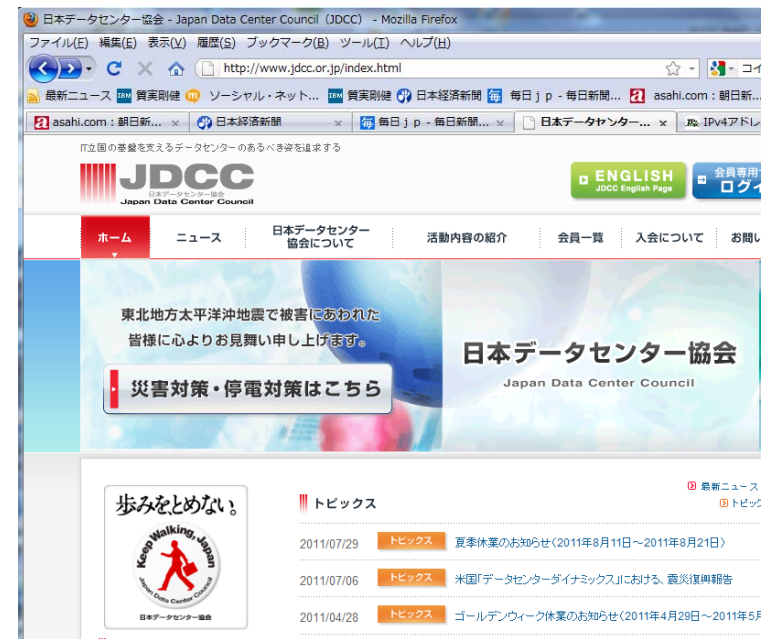 日本データセンター協会 - Japan Data Center Council（JDCC） - Mozilla Firefox
ファイル(F) 編集(E) 表示(V) 履歴(S) ブックマーク(B) ツール(T) ヘルプ(H)
http://www.jdcc.or.jp/index.html
最新ニュース IBM 質実剛健 ソーシャル・ネット... IBM 質実剛健 日本経済新聞 毎日ｊｐ - 毎日新聞... asahi.com：朝日新...
asahi.com：朝日新... 日本経済新聞 毎日ｊｐ - 毎日新聞... 日本データセンター... IPv4アドレ
IT立国の基盤を支えるデータセンターのあるべき姿を追求する
JDCC
日本データセンター協会
Japan Data Center Council
ENGLISH
JDCC English Page
会員専用
ログイ
ホーム ニュース 日本データセンター協会について 活動内容の紹介 会員一覧 入会について お問い
東北地方太平洋沖地震で被害にあわれた
皆様に心よりお見舞い申し上げます。
災害対策・停電対策はこちら
日本データセンター協会
Japan Data Center Council
歩みをとめない。
Keep Walking, Japan
Japan Data Center Council
日本データセンター協会
最新ニュース
トピックス
トピック
2011/07/29 トピックス 夏季休業のお知らせ（2011年8月11日～2011年8月21日）
2011/07/06 トピックス 米国「データセンターダイナミックス」における、震災復興報告
2011/04/28 トピックス ゴールデンウィーク休業のお知らせ（2011年4月29日～2011年5月